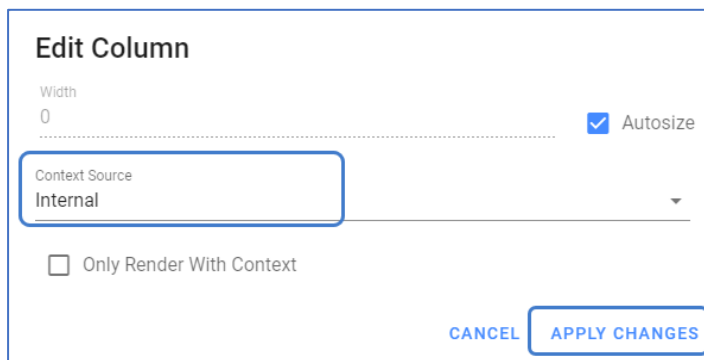 Edit Column
Width
0
Autosize
Context Source
Internal
Only Render With Context
CANCEL
APPLY CHANGES